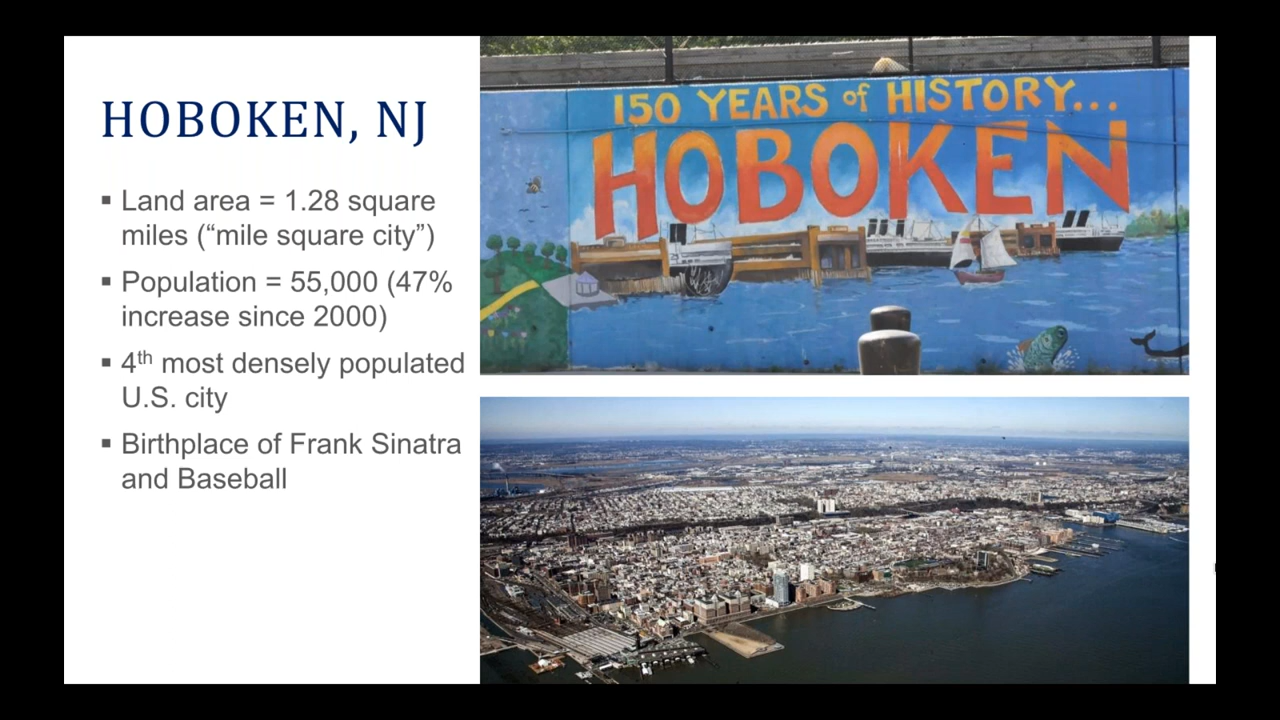 HOBOKEN, NJ
▪ Land area = 1.28 square
miles (“mile square city”)
▪ Population = 55,000 (47%
increase since 2000)
▪ 4th most densely populated
U.S. city
▪ Birthplace of Frank Sinatra
and Baseball
150 YEARS of HISTORY...
HOBOKEN